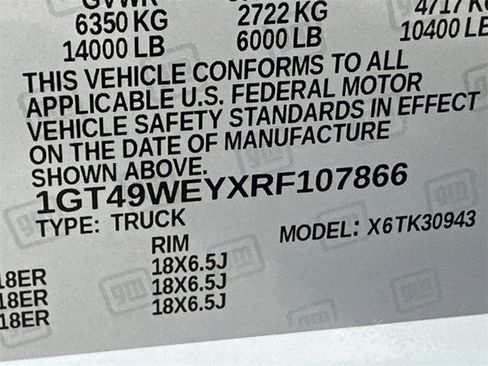 GVWR
6350 KG 2722 KG 4717 KG
14000 LB 6000 LB 10400 LB
THIS VEHICLE CONFORMS TO ALL
APPLICABLE U.S. FEDERAL MOTOR
VEHICLE SAFETY STANDARDS IN EFFECT
ON THE DATE OF MANUFACTURE
SHOWN ABOVE.
1GT49WEYXRF107866
TYPE: TRUCK MODEL: X6TK30943
RIM
18ER 18X6.5J
18ER 18X6.5J
18ER 18X6.5J
gm